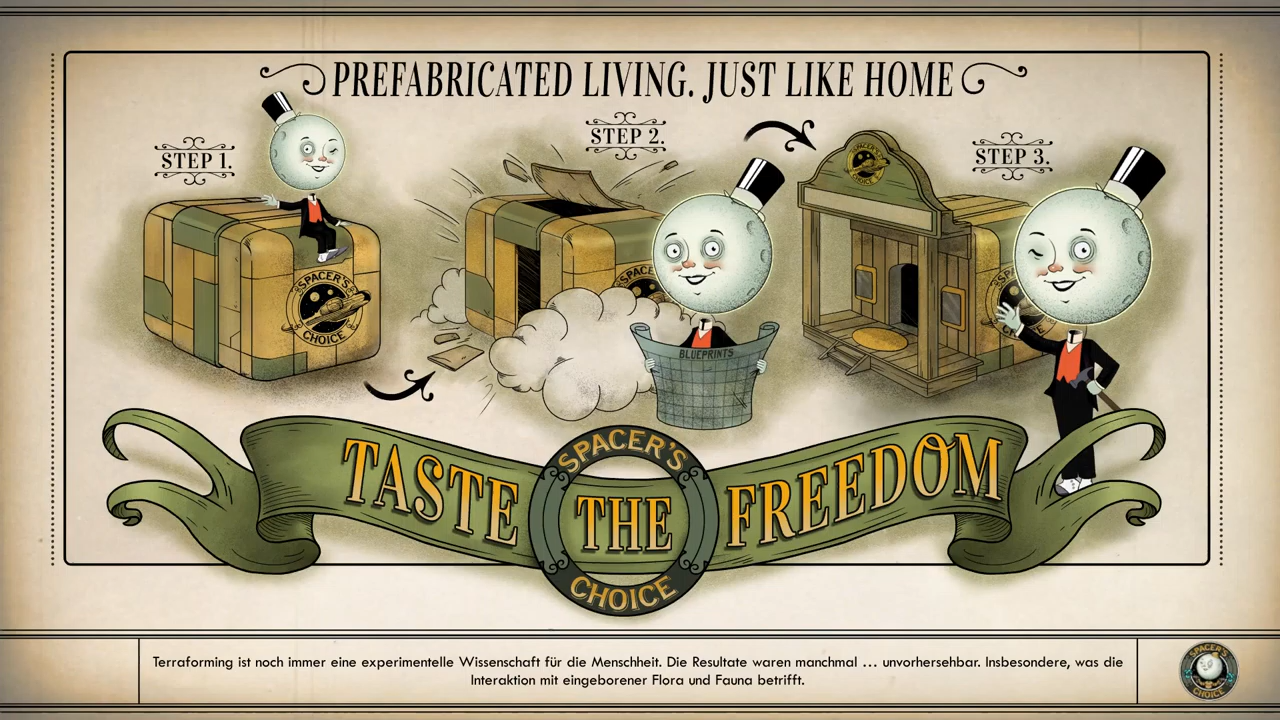 PREFABRICATED LIVING. JUST LIKE HOME
STEP 1.
STEP 2.
STEP 3.
SPACER'S CHOICE
SPACER'S
CHOICE
SPACER'S
SPACER'S
CHOICE
BLUEPRINTS
TASTE THE FREEDOM
SPACER'S
CHOICE
Terraforming ist noch immer eine experimentelle Wissenschaft für die Menschheit. Die Resultate waren manchmal … unvorhersehbar. Insbesondere, was die
Interaktion mit eingeborener Flora und Fauna betrifft.
SPACER'S
CHOICE